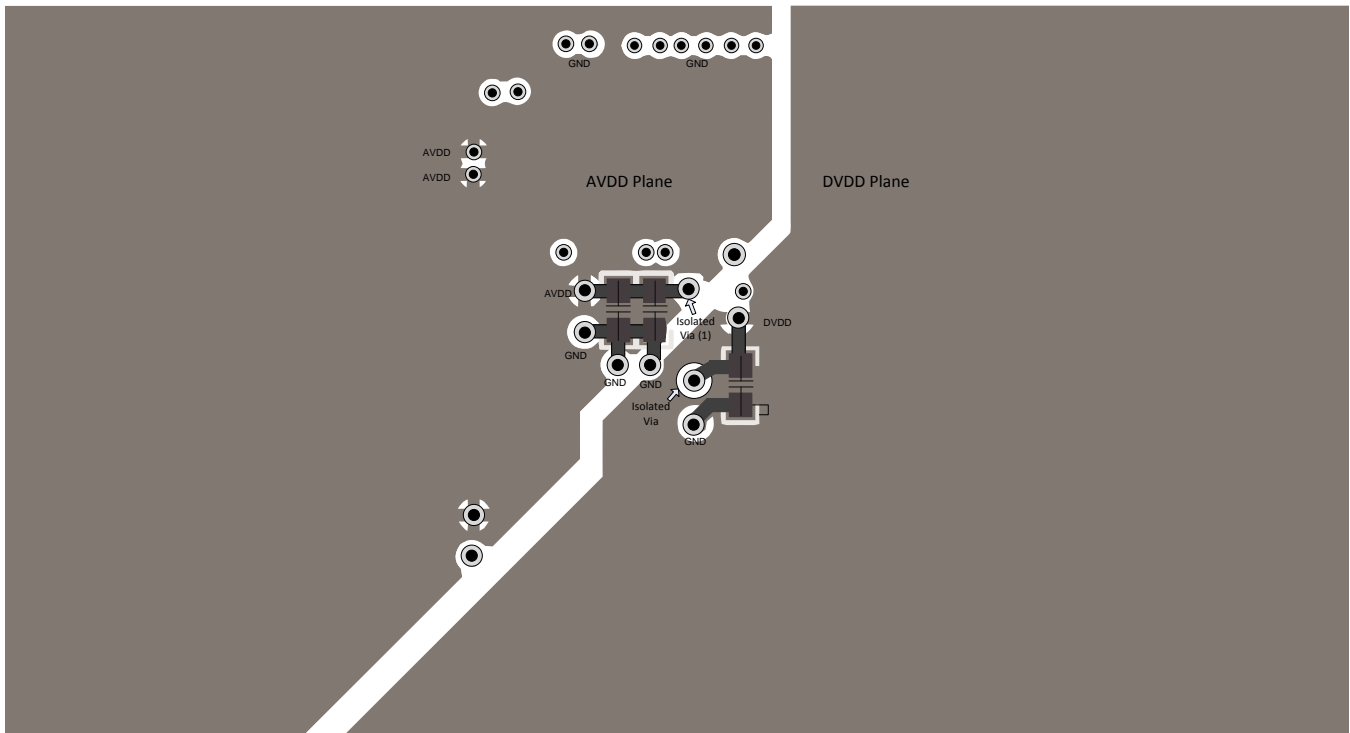 GND
GND
AVDD
AVDD
AVDD Plane
DVDD Plane
AVDD
Isolated
Via (1)
DVDD
GND
GND
GND
Isolated
Via
GND